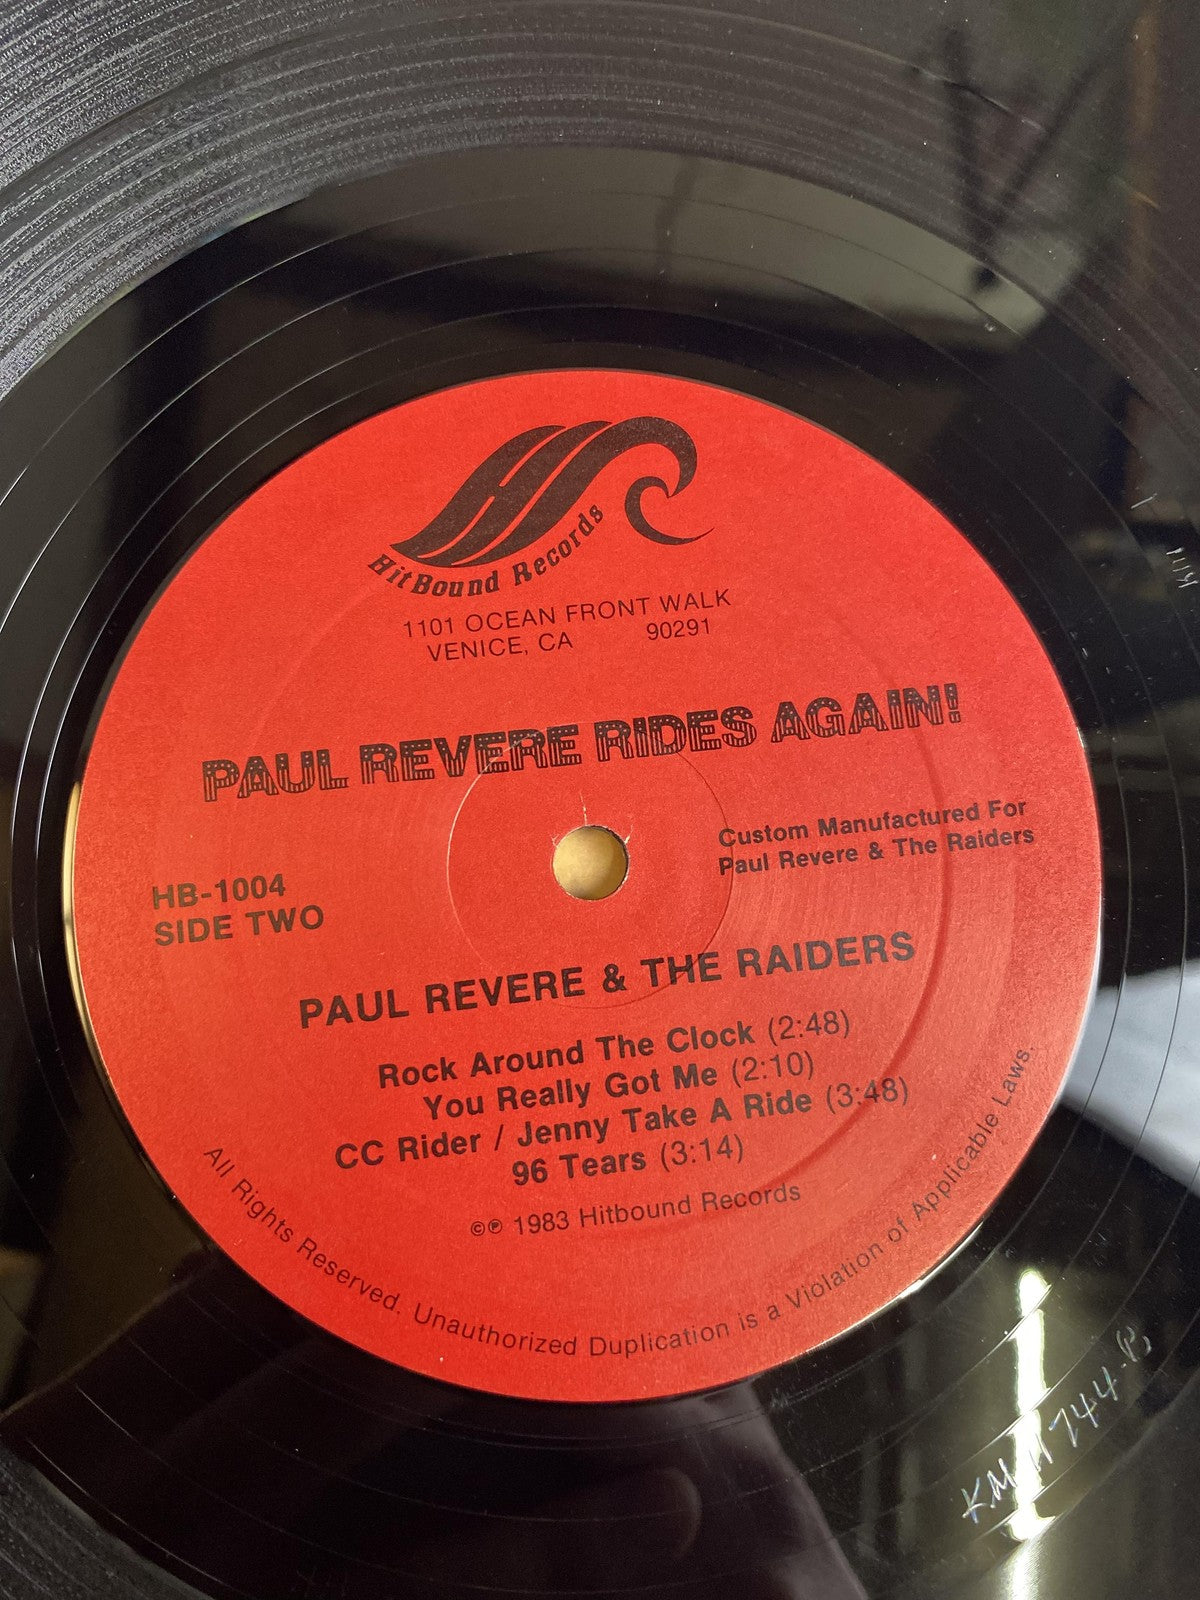 HitBound Records
1101 OCEAN FRONT WALK
VENICE, CA 90291
PAUL REVERE RIDES AGAIN!
Custom Manufactured For
Paul Revere & The Raiders
HB-1004
SIDE TWO
PAUL REVERE & THE RAIDERS
Rock Around The Clock (2:48)
You Really Got Me (2:10)
CC Rider / Jenny Take A Ride (3:48)
96 Tears (3:14)
©℗ 1983 Hitbound Records
All Rights Reserved. Unauthorized Duplication is a Violation of Applicable Laws.